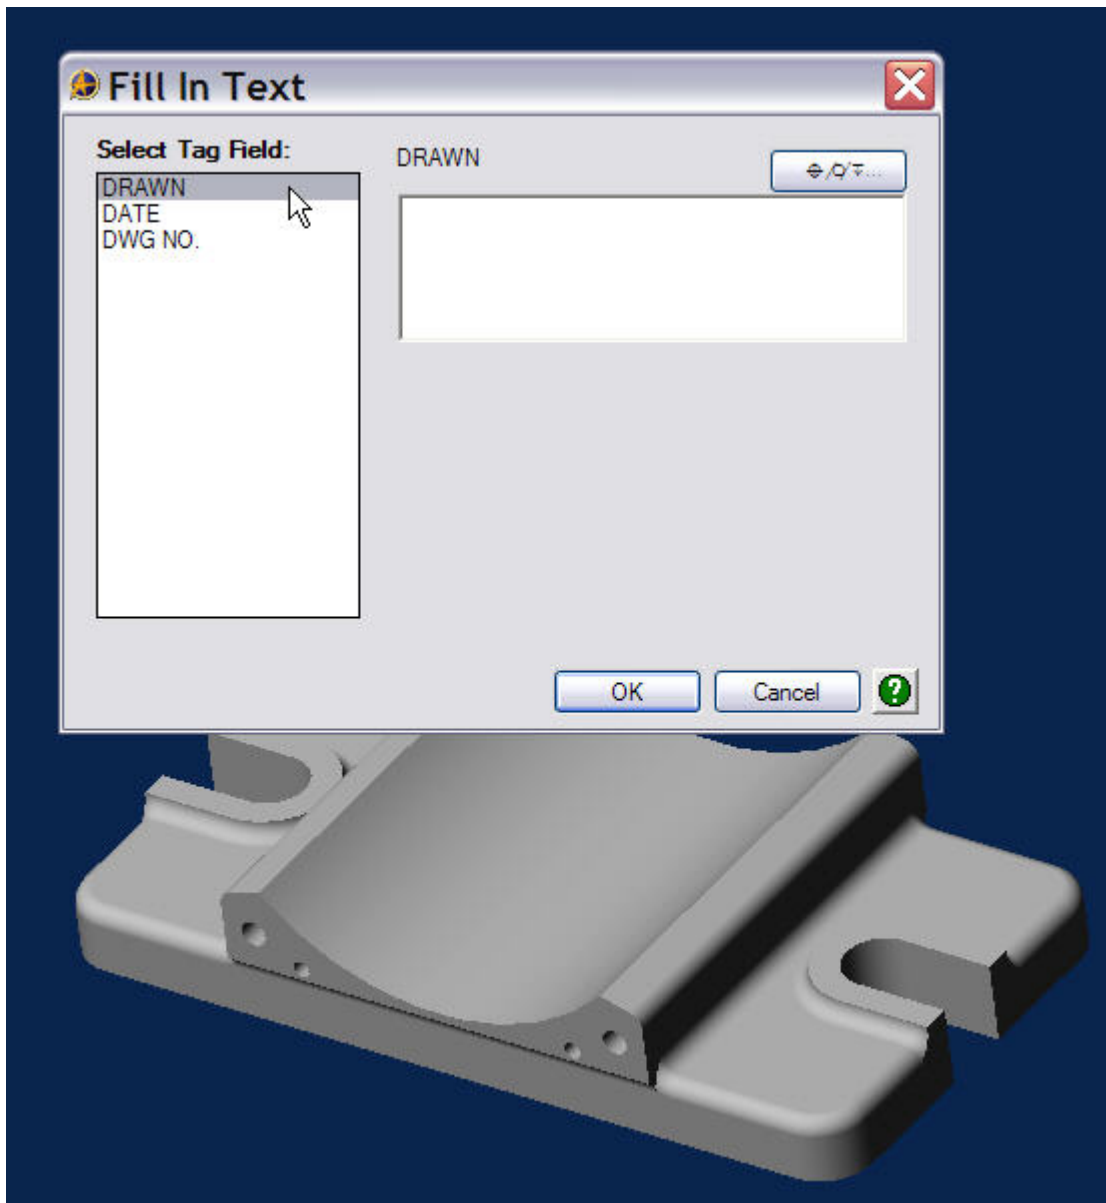 Fill In Text
Select Tag Field:
DRAWN
DATE
DWG NO.
DRAWN
OK
Cancel
?